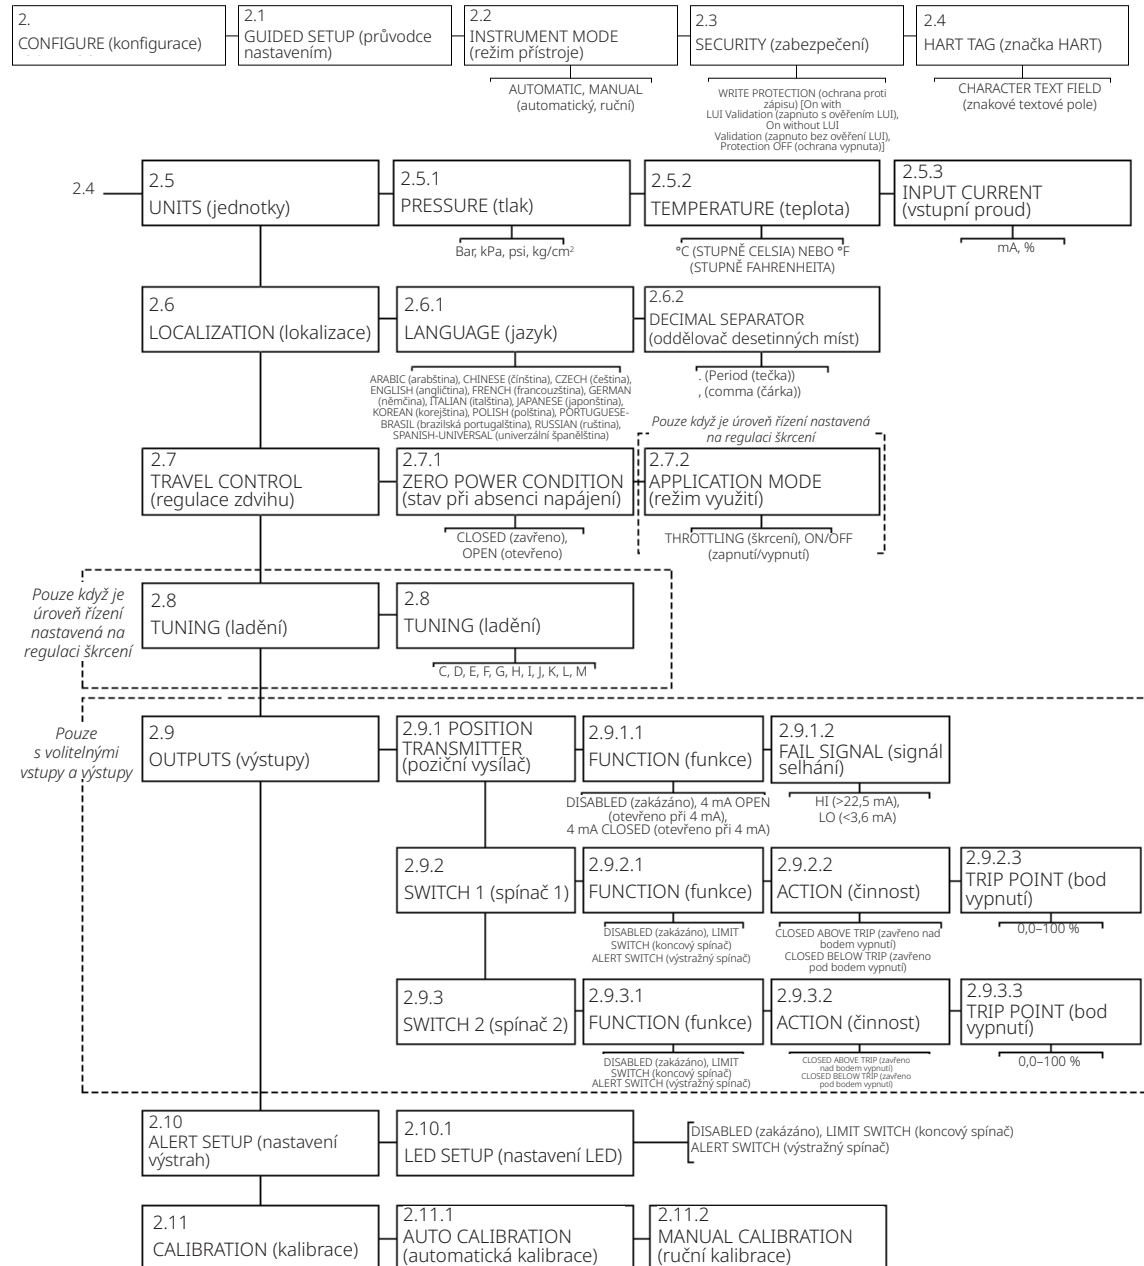 2.
CONFIGURE (konfigurace)
2.1
GUIDED SETUP (průvodce
nastavením)
2.2
INSTRUMENT MODE
(režim přístroje)
2.3
SECURITY (zabezpečení)
2.4
HART TAG (značka HART)
AUTOMATIC, MANUAL
(automatický, ruční)
WRITE PROTECTION (ochrana proti
zápisu) [On with
LUI Validation (zapnuto s ověřením LUI),
On without LUI
Validation (zapnuto bez ověření LUI),
Protection OFF (ochrana vypnuta)]
CHARACTER TEXT FIELD
(znakové textové pole)
2.4
2.5
UNITS (jednotky)
2.5.1
PRESSURE (tlak)
2.5.2
TEMPERATURE (teplota)
2.5.3
INPUT CURRENT
(vstupní proud)
Bar, kPa, psi, kg/cm²
°C (STUPNĚ CELSIA) NEBO °F
(STUPNĚ FAHRENHEITA)
mA, %
2.6
LOCALIZATION (lokalizace)
2.6.1
LANGUAGE (jazyk)
2.6.2
DECIMAL SEPARATOR
(oddělovač desetinných míst)
ARABIC (arabština), CHINESE (čínština), CZECH (čeština),
ENGLISH (angličtina), FRENCH (francouzština), GERMAN
(němčina), ITALIAN (italština), JAPANESE (japonština),
KOREAN (korejština), POLISH (polština), PORTUGUESE-
BRASIL (brazilská portugalština), RUSSIAN (ruština),
SPANISH-UNIVERSAL (univerzální španělština)
. (Period (tečka))
, (comma (čárka))
Pouze když je úroveň řízení nastavená
na regulaci škrcení
2.7
TRAVEL CONTROL
(regulace zdvihu)
2.7.1
ZERO POWER CONDITION
(stav při absenci napájení)
2.7.2
APPLICATION MODE
(režim využití)
CLOSED (zavřeno),
OPEN (otevřeno)
THROTTLING (škrcení), ON/OFF
(zapnutí/vypnutí)
Pouze když je
úroveň řízení
nastavená na
regulaci škrcení
2.8
TUNING (ladění)
2.8
TUNING (ladění)
C, D, E, F, G, H, I, J, K, L, M
Pouze
s volitelnými
vstupy a výstupy
2.9
OUTPUTS (výstupy)
2.9.1 POSITION
TRANSMITTER
(poziční vysílač)
2.9.1.1
FUNCTION (funkce)
2.9.1.2
FAIL SIGNAL (signál
selhání)
DISABLED (zakázáno), 4 mA OPEN
(otevřeno při 4 mA),
4 mA CLOSED (otevřeno při 4 mA)
HI (>22,5 mA),
LO (<3,6 mA)
2.9.2
SWITCH 1 (spínač 1)
2.9.2.1
FUNCTION (funkce)
2.9.2.2
ACTION (činnost)
2.9.2.3
TRIP POINT (bod
vypnutí)
DISABLED (zakázáno), LIMIT
SWITCH (koncový spínač)
ALERT SWITCH (výstražný spínač)
CLOSED ABOVE TRIP (zavřeno nad
bodem vypnutí)
CLOSED BELOW TRIP (zavřeno
pod bodem vypnutí)
0,0–100 %
2.9.3
SWITCH 2 (spínač 2)
2.9.3.1
FUNCTION (funkce)
2.9.3.2
ACTION (činnost)
2.9.3.3
TRIP POINT (bod
vypnutí)
DISABLED (zakázáno), LIMIT
SWITCH (koncový spínač)
ALERT SWITCH (výstražný spínač)
CLOSED ABOVE TRIP (zavřeno
nad bodem vypnutí)
CLOSED BELOW TRIP (zavřeno
pod bodem vypnutí)
0,0–100 %
2.10
ALERT SETUP (nastavení
výstrah)
2.10.1
LED SETUP (nastavení LED)
DISABLED (zakázáno), LIMIT SWITCH (koncový spínač)
ALERT SWITCH (výstražný spínač)
2.11
CALIBRATION (kalibrace)
2.11.1
AUTO CALIBRATION
(automatická kalibrace)
2.11.2
MANUAL CALIBRATION
(ruční kalibrace)